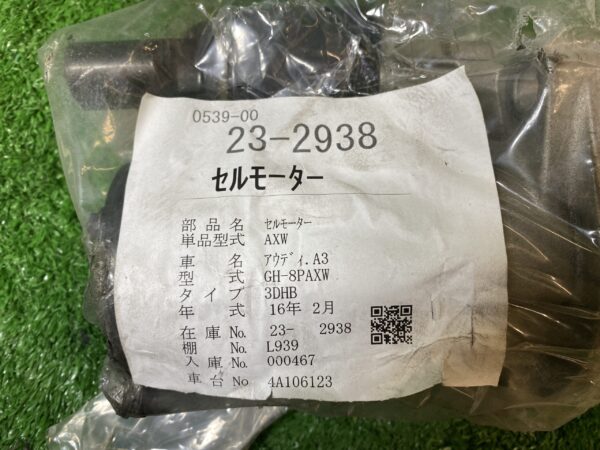 0539-00
23-2938
セルモーター
部品名 ｾﾙﾓｰﾀｰ
単品型式 AXW
車名 ｱｳﾃﾞｨ.A3
型式 GH-8PAXW
タイプ 3DHB
年式 16年 2月
在庫No. 23- 2938
棚No. L939
入庫No. 000467
車台No 4A106123